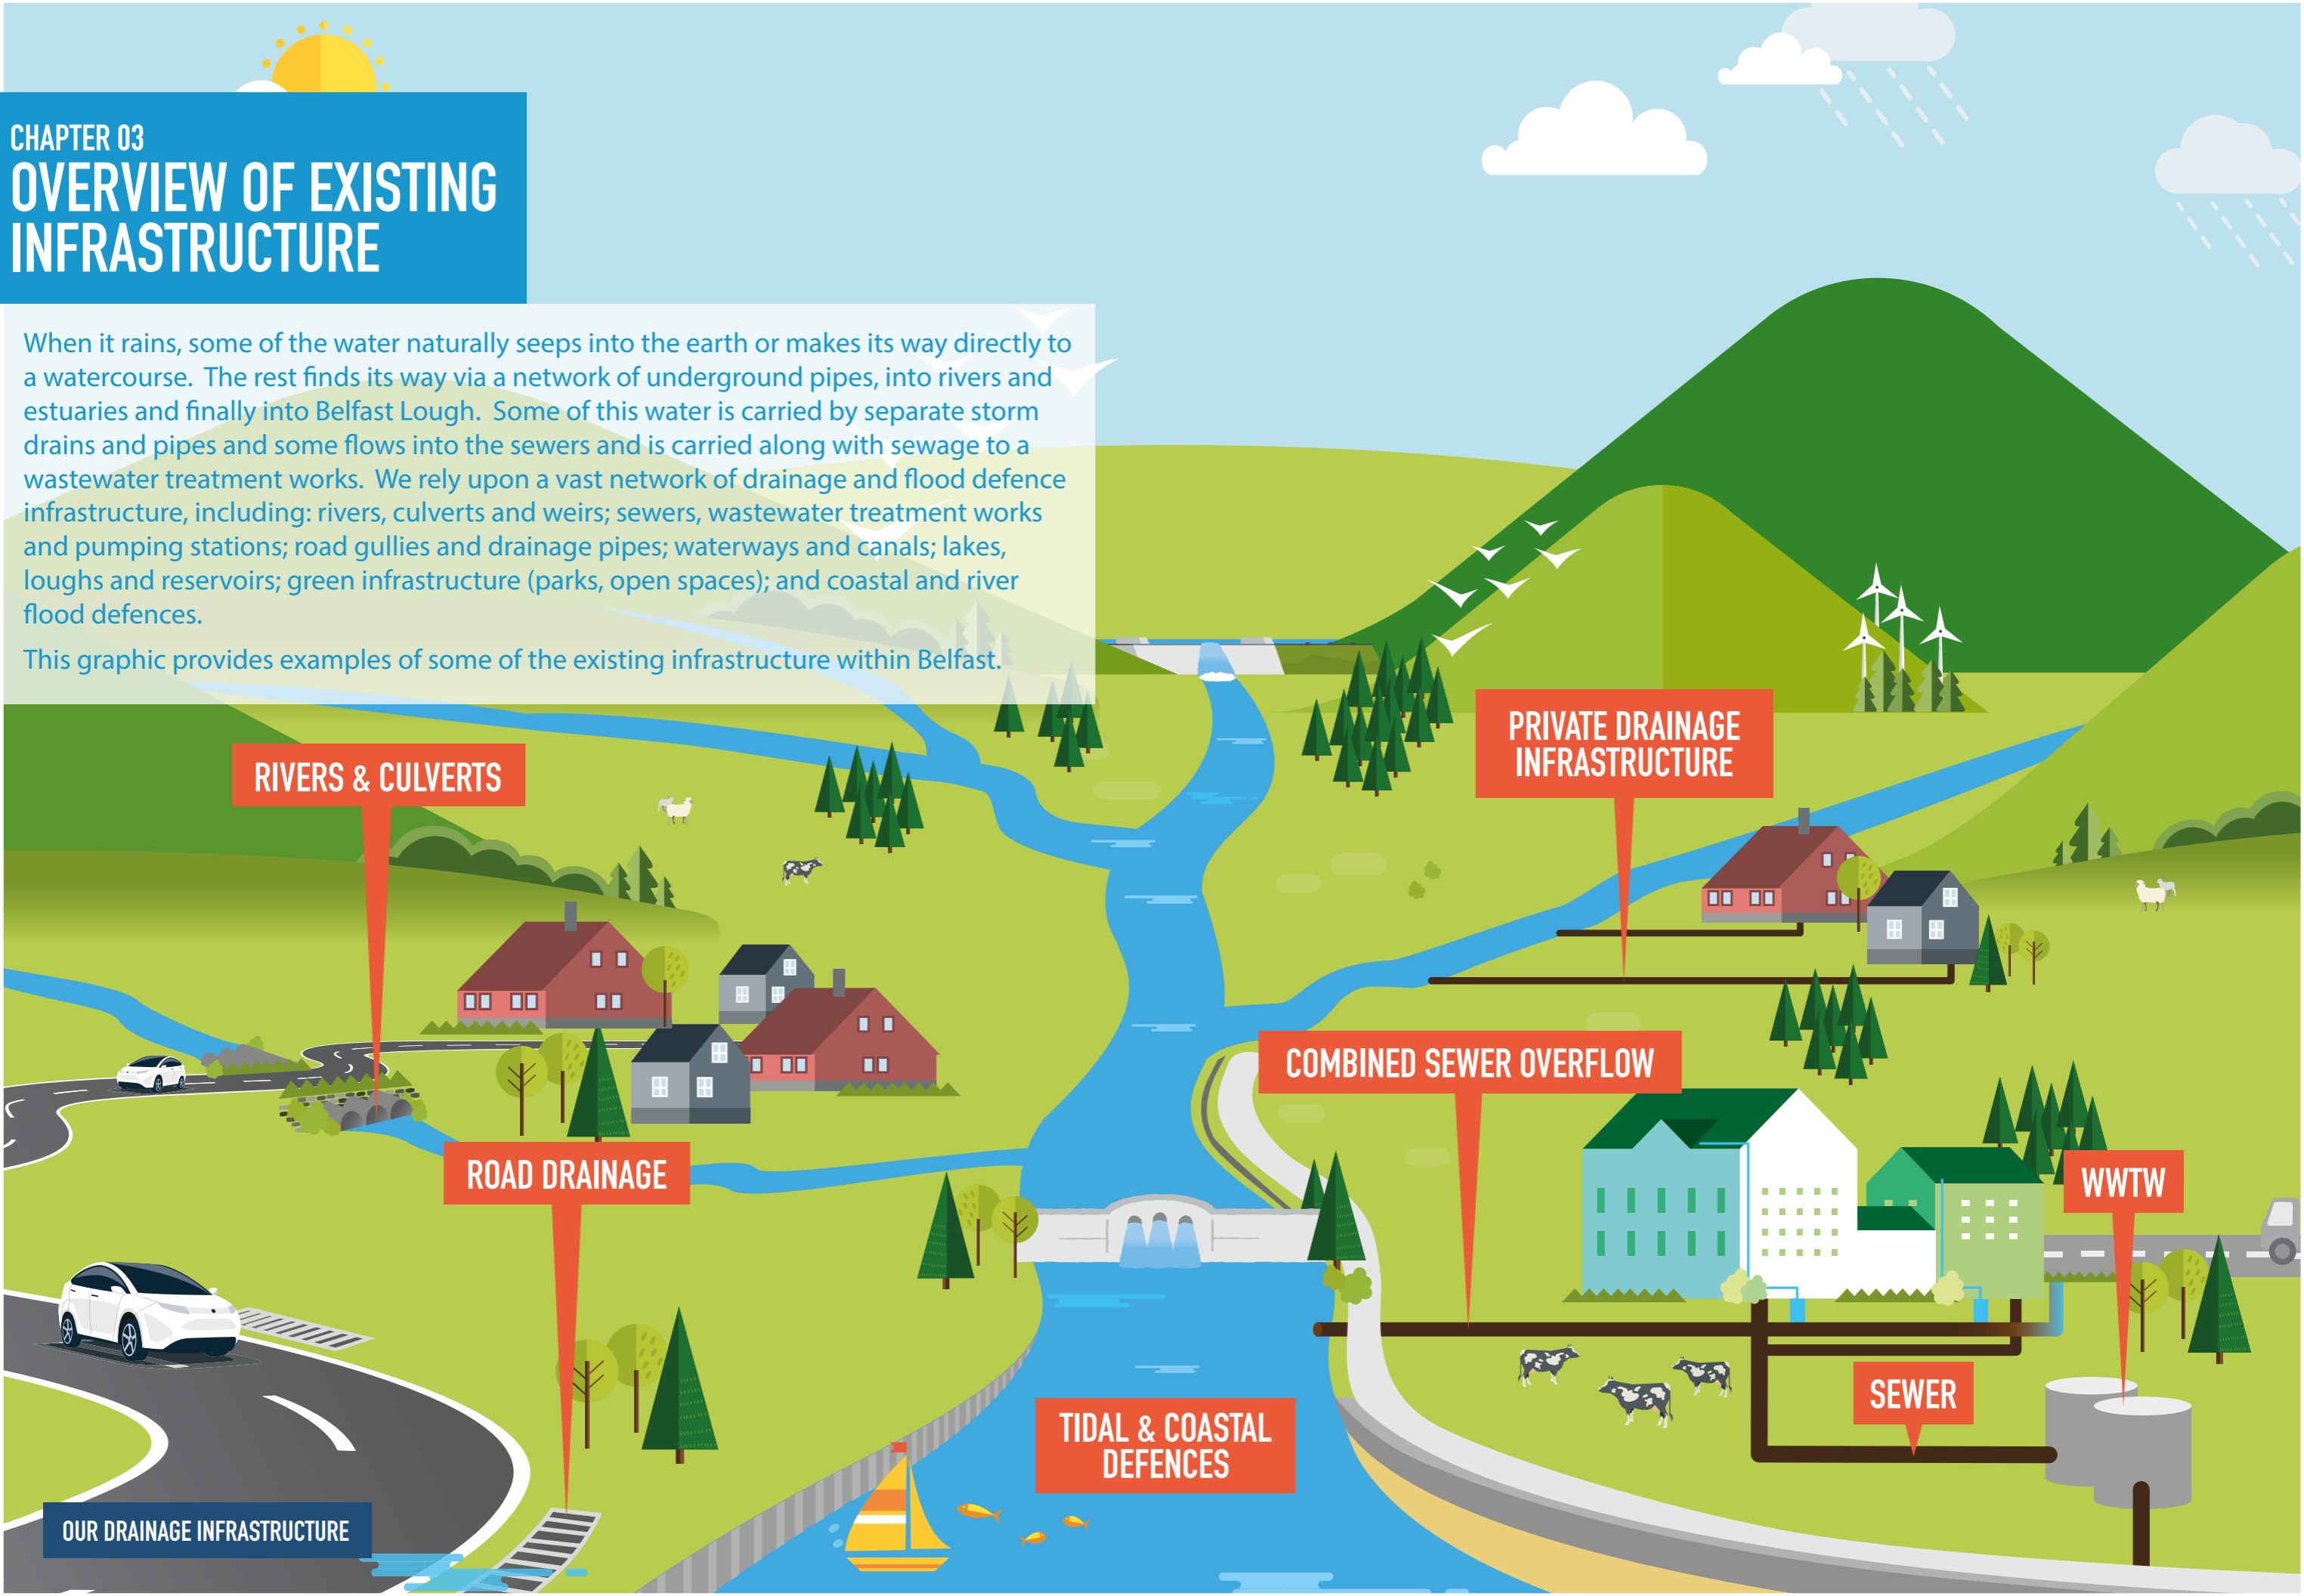 CHAPTER 03
OVERVIEW OF EXISTING
INFRASTRUCTURE
When it rains, some of the water naturally seeps into the earth or makes its way directly to
a watercourse.  The rest finds its way via a network of underground pipes, into rivers and
estuaries and finally into Belfast Lough.  Some of this water is carried by separate storm
drains and pipes and some flows into the sewers and is carried along with sewage to a
wastewater treatment works.  We rely upon a vast network of drainage and flood defence
infrastructure, including: rivers, culverts and weirs; sewers, wastewater treatment works
and pumping stations; road gullies and drainage pipes; waterways and canals; lakes,
loughs and reservoirs; green infrastructure (parks, open spaces); and coastal and river
flood defences.
This graphic provides examples of some of the existing infrastructure within Belfast.
RIVERS & CULVERTS
PRIVATE DRAINAGE
INFRASTRUCTURE
COMBINED SEWER OVERFLOW
ROAD DRAINAGE
WWTW
SEWER
TIDAL & COASTAL
DEFENCES
OUR DRAINAGE INFRASTRUCTURE